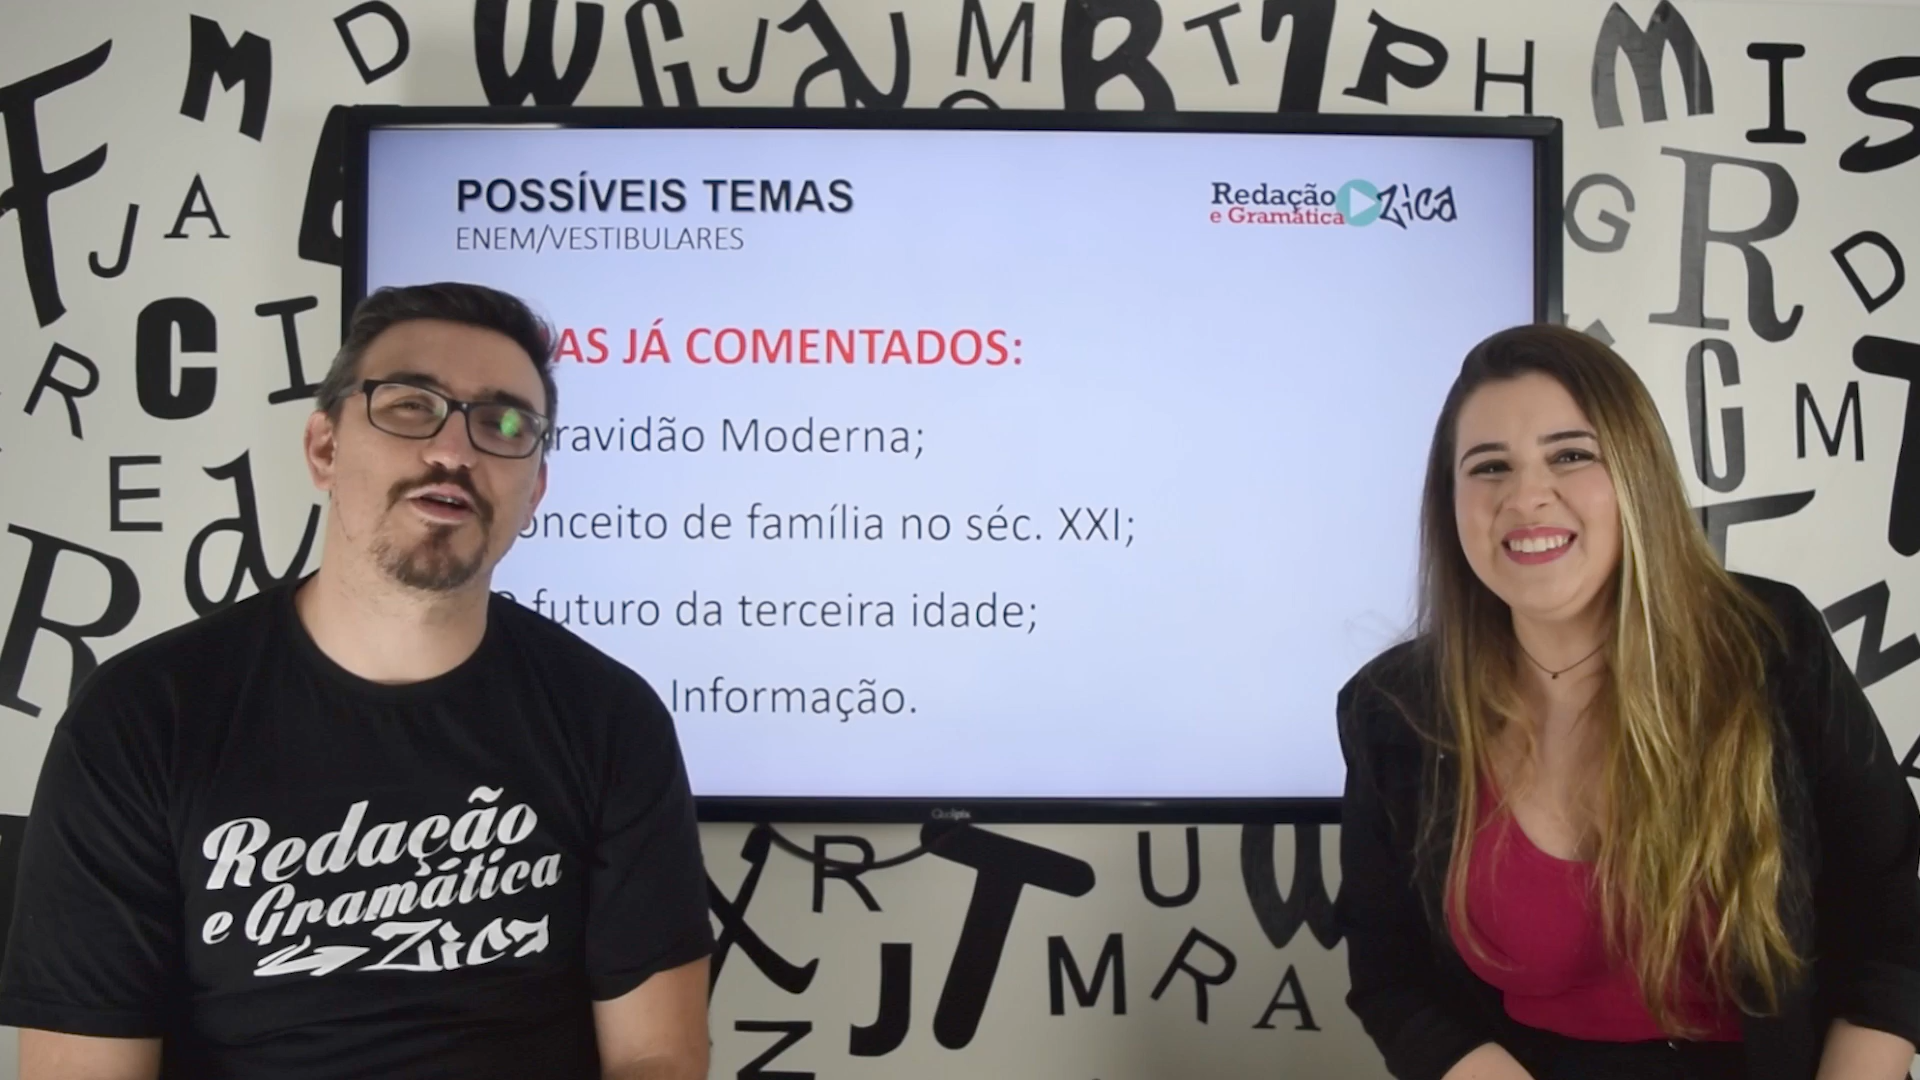 POSSÍVEIS TEMAS
ENEM/VESTIBULARES
Redação
e Gramática
Zica
AS JÁ COMENTADOS:
ravidão Moderna;
onceito de família no séc. XXI;
futuro da terceira idade;
Informação.
Redação
e Gramática
Zica